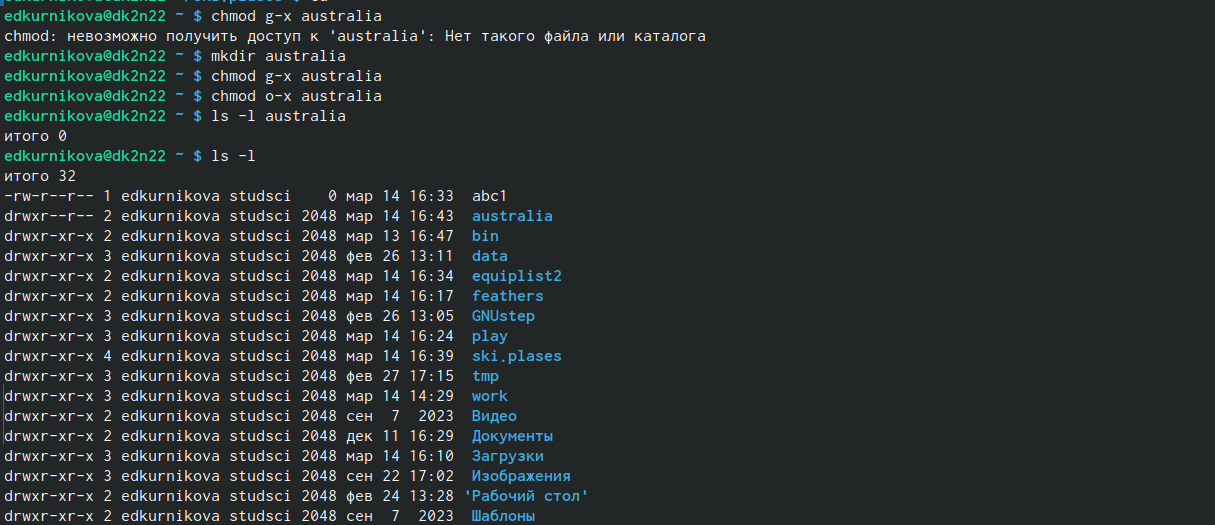 edkurnikova@dk2n22 ~ $ chmod g-x australia
chmod: невозможно получить доступ к 'australia': Нет такого файла или каталога
edkurnikova@dk2n22 ~ $ mkdir australia
edkurnikova@dk2n22 ~ $ chmod g-x australia
edkurnikova@dk2n22 ~ $ chmod o-x australia
edkurnikova@dk2n22 ~ $ ls -l australia
итого 0
edkurnikova@dk2n22 ~ $ ls -l
итого 32
-rw-r--r-- 1 edkurnikova studsci    0 мар 14 16:33  abc1
drwxr--r-- 2 edkurnikova studsci 2048 мар 14 16:43  australia
drwxr-xr-x 2 edkurnikova studsci 2048 мар 13 16:47  bin
drwxr-xr-x 3 edkurnikova studsci 2048 фев 26 13:11  data
drwxr-xr-x 2 edkurnikova studsci 2048 мар 14 16:34  equiplist2
drwxr-xr-x 2 edkurnikova studsci 2048 мар 14 16:17  feathers
drwxr-xr-x 3 edkurnikova studsci 2048 фев 26 13:05  GNUstep
drwxr-xr-x 3 edkurnikova studsci 2048 мар 14 16:24  play
drwxr-xr-x 4 edkurnikova studsci 2048 мар 14 16:39  ski.plases
drwxr-xr-x 3 edkurnikova studsci 2048 фев 27 17:15  tmp
drwxr-xr-x 3 edkurnikova studsci 2048 мар 14 14:29  work
drwxr-xr-x 2 edkurnikova studsci 2048 сен  7  2023  Видео
drwxr-xr-x 2 edkurnikova studsci 2048 дек 11 16:29  Документы
drwxr-xr-x 3 edkurnikova studsci 2048 мар 14 16:10  Загрузки
drwxr-xr-x 3 edkurnikova studsci 2048 сен 22 17:02  Изображения
drwxr-xr-x 2 edkurnikova studsci 2048 фев 24 13:28 'Рабочий стол'
drwxr-xr-x 2 edkurnikova studsci 2048 сен  7  2023  Шаблоны